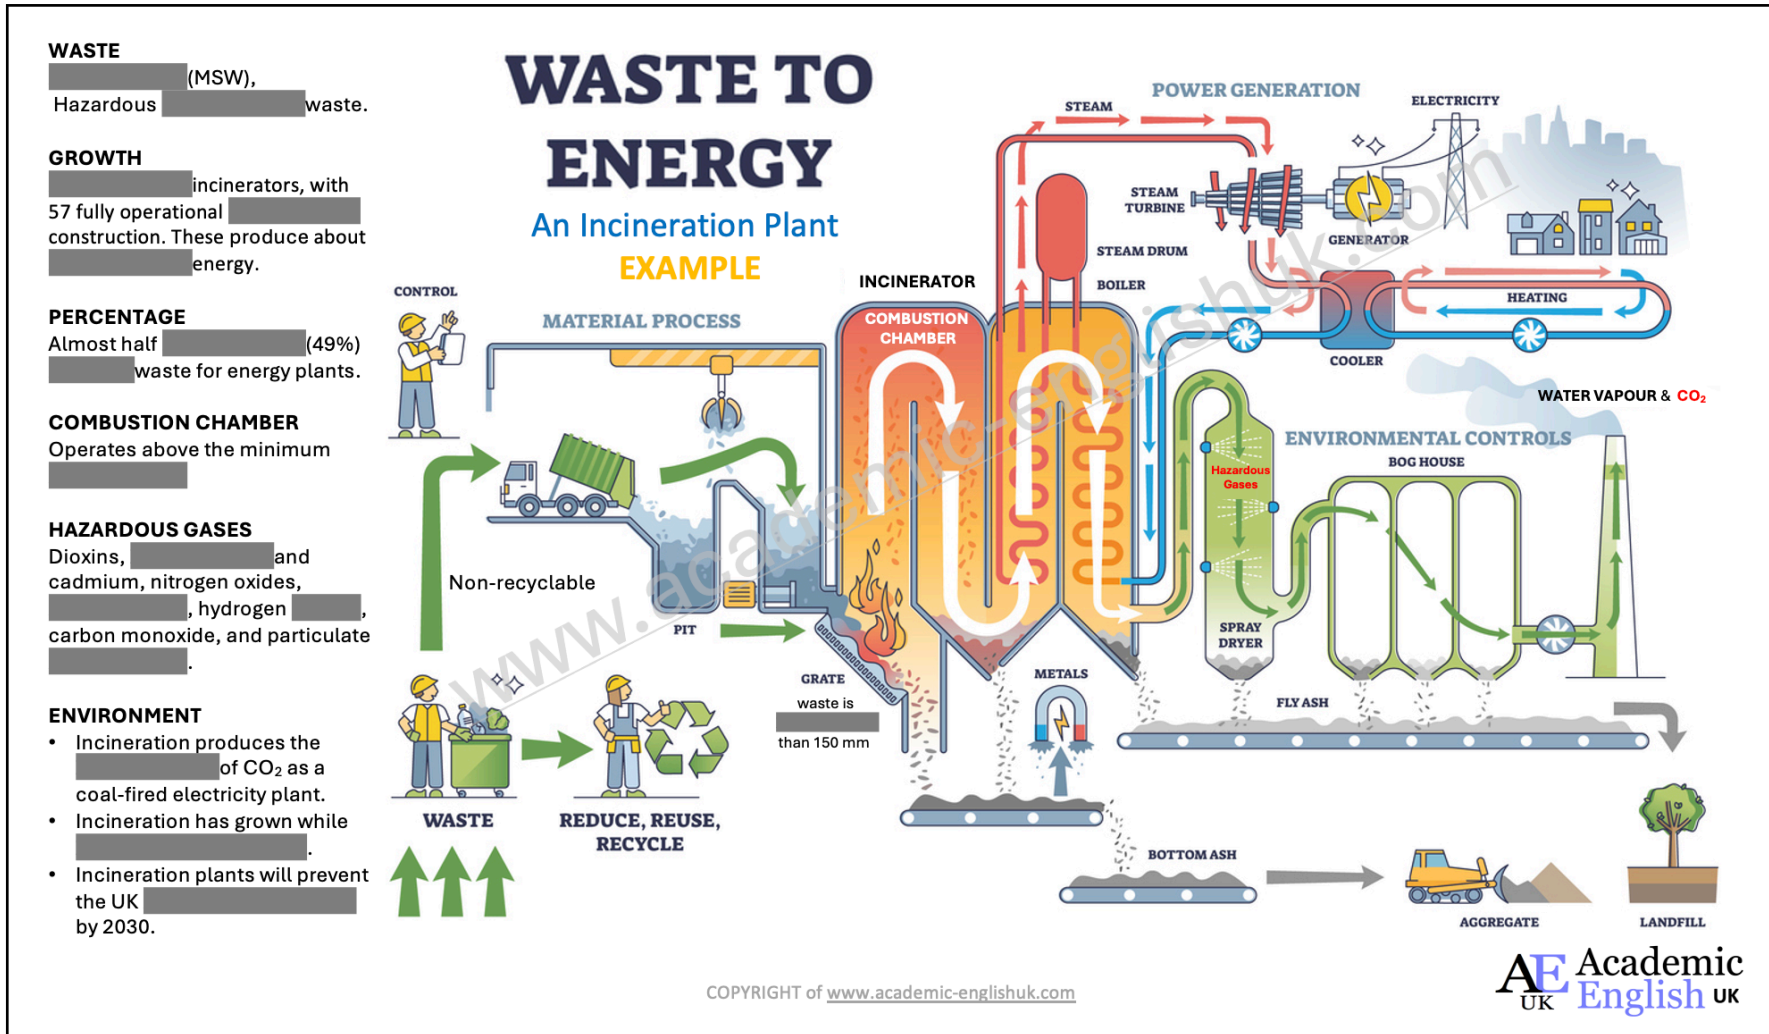 WASTE
(MSW),
Hazardous waste.
GROWTH
incinerators, with
57 fully operational
construction. These produce about
energy.
PERCENTAGE
Almost half (49%)
waste for energy plants.
COMBUSTION CHAMBER
Operates above the minimum
HAZARDOUS GASES
Dioxins, and
cadmium, nitrogen oxides,
, hydrogen ,
carbon monoxide, and particulate
.
ENVIRONMENT
• Incineration produces the
of CO₂ as a
coal-fired electricity plant.
• Incineration has grown while
.
• Incineration plants will prevent
the UK
by 2030.
WASTE TO
ENERGY
An Incineration Plant
EXAMPLE
CONTROL
MATERIAL PROCESS
INCINERATOR
COMBUSTION
CHAMBER
STEAM
POWER GENERATION
ELECTRICITY
STEAM
TURBINE
GENERATOR
STEAM DRUM
BOILER
HEATING
COOLER
WATER VAPOUR & CO₂
ENVIRONMENTAL CONTROLS
BOG HOUSE
Hazardous
Gases
SPRAY
DRYER
Non-recyclable
PIT
GRATE
waste is
than 150 mm
METALS
FLY ASH
WASTE
REDUCE, REUSE,
RECYCLE
BOTTOM ASH
AGGREGATE
LANDFILL
www.academic-englishuk.com
COPYRIGHT of www.academic-englishuk.com
AE
UK
Academic
English UK